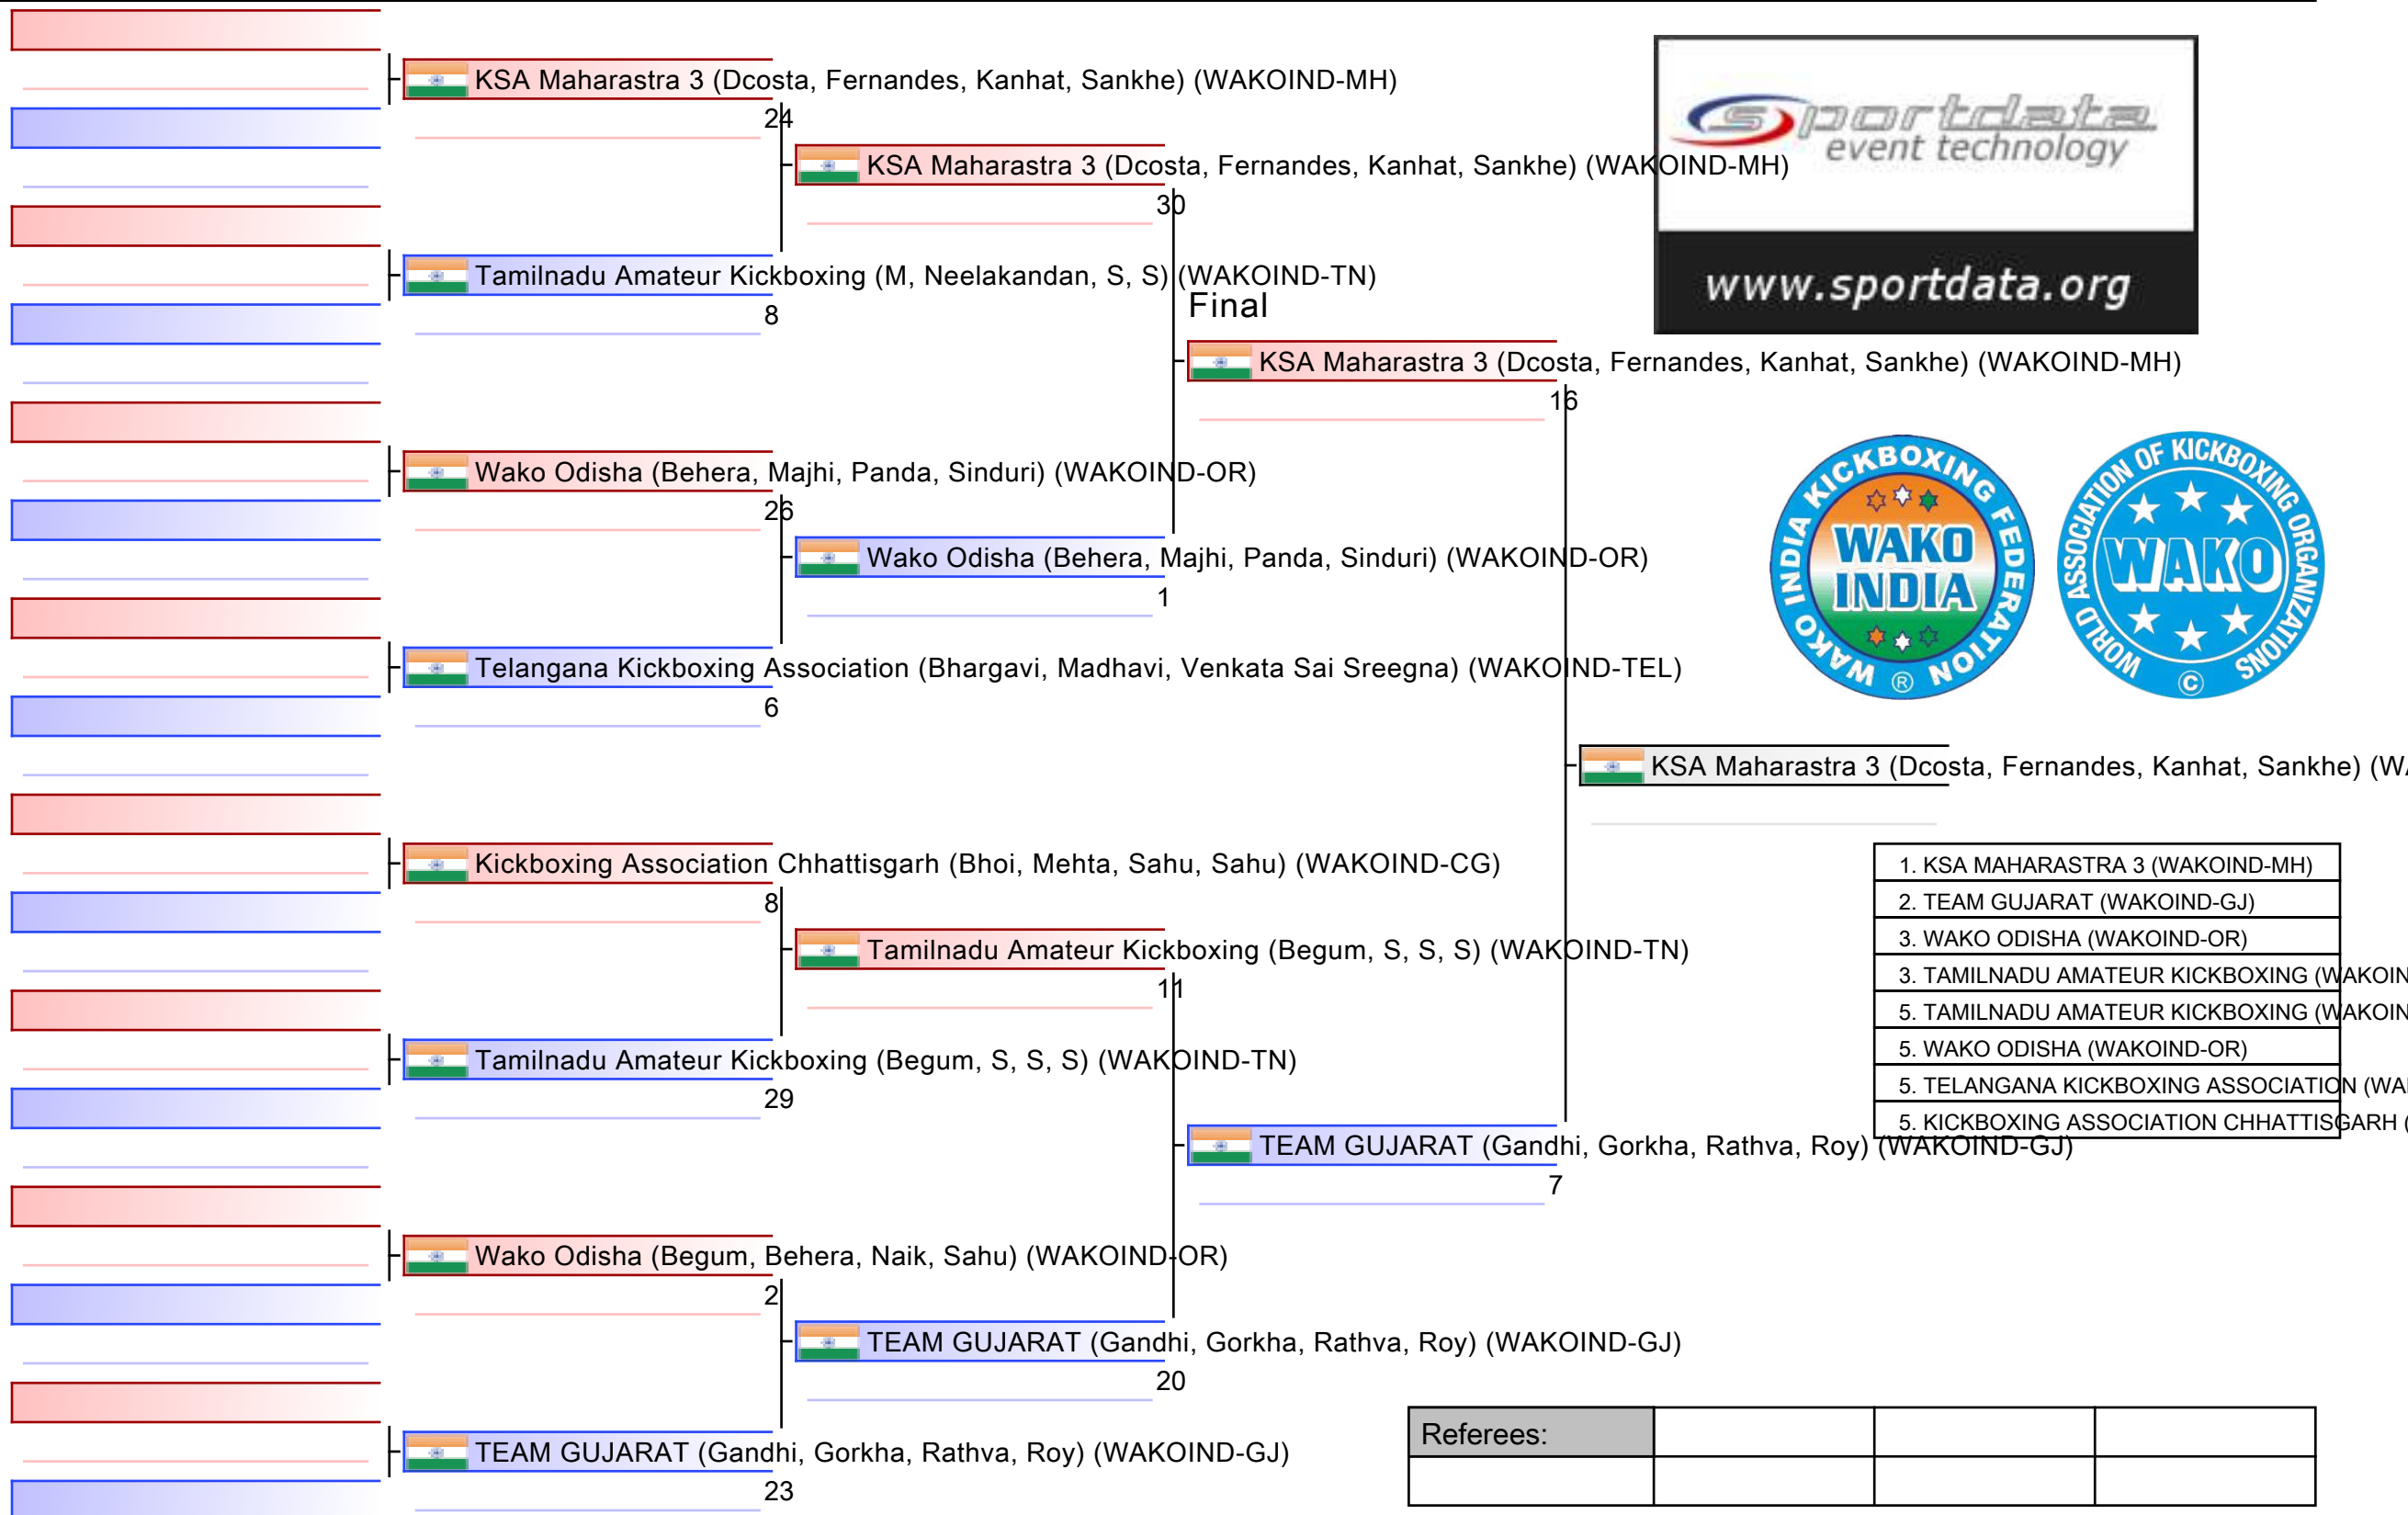 KSA Maharastra 3 (Dcosta, Fernandes, Kanhat, Sankhe) (WAKOIND-MH)
24
KSA Maharastra 3 (Dcosta, Fernandes, Kanhat, Sankhe) (WAKOIND-MH)
30
Tamilnadu Amateur Kickboxing (M, Neelakandan, S, S) (WAKOIND-TN)
8
Final
KSA Maharastra 3 (Dcosta, Fernandes, Kanhat, Sankhe) (WAKOIND-MH)
16
Wako Odisha (Behera, Majhi, Panda, Sinduri) (WAKOIND-OR)
26
Wako Odisha (Behera, Majhi, Panda, Sinduri) (WAKOIND-OR)
1
Telangana Kickboxing Association (Bhargavi, Madhavi, Venkata Sai Sreegna) (WAKOIND-TEL)
6
KSA Maharastra 3 (Dcosta, Fernandes, Kanhat, Sankhe) (WA
Kickboxing Association Chhattisgarh (Bhoi, Mehta, Sahu, Sahu) (WAKOIND-CG)
8
Tamilnadu Amateur Kickboxing (Begum, S, S, S) (WAKOIND-TN)
11
Tamilnadu Amateur Kickboxing (Begum, S, S, S) (WAKOIND-TN)
29
TEAM GUJARAT (Gandhi, Gorkha, Rathva, Roy) (WAKOIND-GJ)
7
Wako Odisha (Begum, Behera, Naik, Sahu) (WAKOIND-OR)
2
TEAM GUJARAT (Gandhi, Gorkha, Rathva, Roy) (WAKOIND-GJ)
20
TEAM GUJARAT (Gandhi, Gorkha, Rathva, Roy) (WAKOIND-GJ)
23
sportdata
event technology
www.sportdata.org
WAKO INDIA KICKBOXING FEDERATION
WAKO
INDIA
®
WORLD ASSOCIATION OF KICKBOXING ORGANIZATIONS
WAKO
©
1. KSA MAHARASTRA 3 (WAKOIND-MH)
2. TEAM GUJARAT (WAKOIND-GJ)
3. WAKO ODISHA (WAKOIND-OR)
3. TAMILNADU AMATEUR KICKBOXING (WAKOIN
5. TAMILNADU AMATEUR KICKBOXING (WAKOIN
5. WAKO ODISHA (WAKOIND-OR)
5. TELANGANA KICKBOXING ASSOCIATION (WA
5. KICKBOXING ASSOCIATION CHHATTISGARH (
Referees: